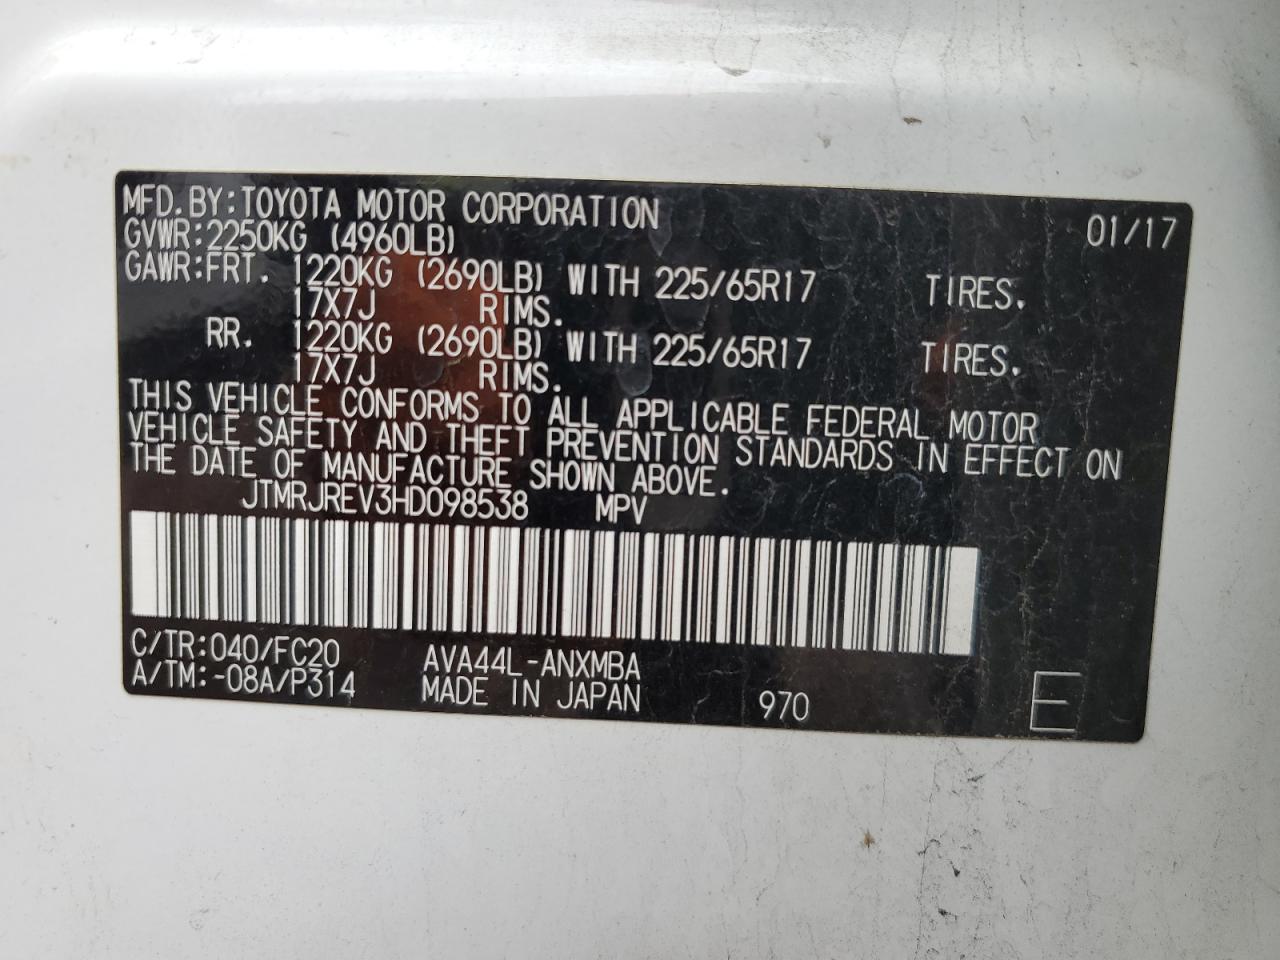 MFD.BY:TOYOTA MOTOR CORPORATION 01/17
GVWR:2250KG (4960LB)
GAWR:FRT. 1220KG (2690LB) WITH 225/65R17 TIRES.
17X7J RIMS.
RR. 1220KG (2690LB) WITH 225/65R17 TIRES.
17X7J RIMS.
THIS VEHICLE CONFORMS TO ALL APPLICABLE FEDERAL MOTOR
VEHICLE SAFETY AND THEFT PREVENTION STANDARDS IN EFFECT ON
THE DATE OF MANUFACTURE SHOWN ABOVE.
JTMRJREV3HD098538 MPV
C/TR:040/FC20 AVA44L-ANXMBA
A/TM:-08A/P314 MADE IN JAPAN 970 E